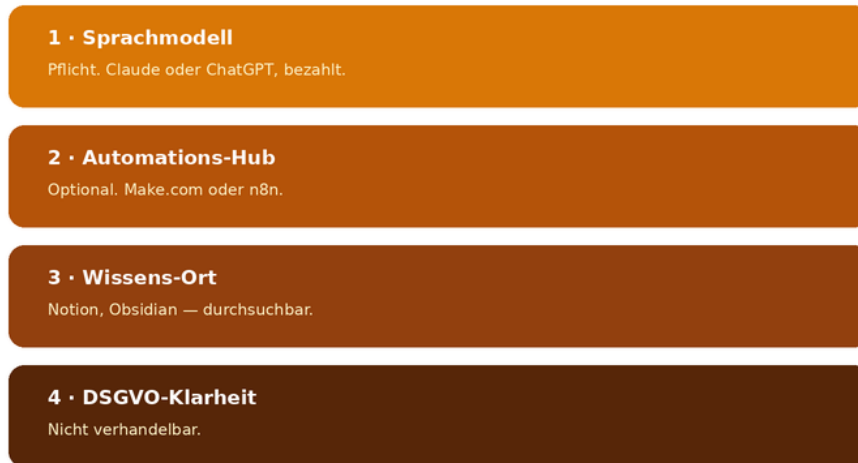 1 · Sprachmodell
Pflicht. Claude oder ChatGPT, bezahlt.
2 · Automations-Hub
Optional. Make.com oder n8n.
3 · Wissens-Ort
Notion, Obsidian — durchsuchbar.
4 · DSGVO-Klarheit
Nicht verhandelbar.